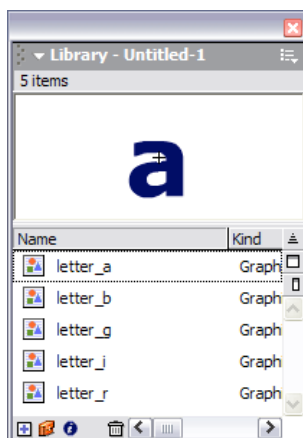 Library - Untitled-1
5 items
a
Name Kind
letter_a Graph
letter_b Graph
letter_g Graph
letter_i Graph
letter_r Graph